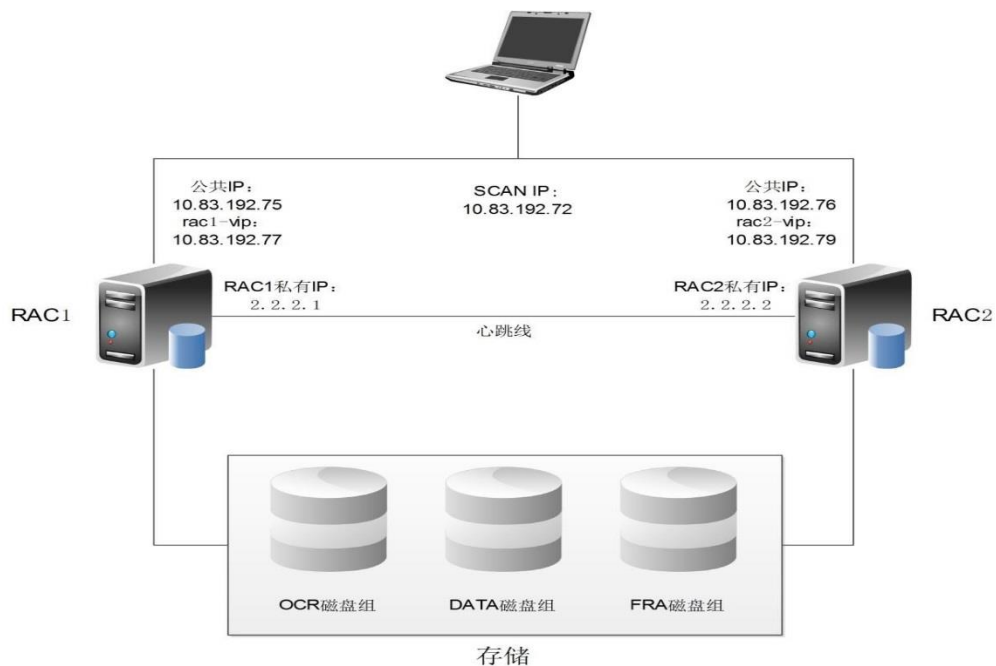 公共IP：
10.83.192.75
rac1-vip：
10.83.192.77
SCAN IP：
10.83.192.72
公共IP：
10.83.192.76
rac2-vip：
10.83.192.79
RAC1私有IP：
2.2.2.1
RAC2私有IP：
2.2.2.2
RAC1
心跳线
RAC2
OCR磁盘组
DATA磁盘组
FRA磁盘组
存储